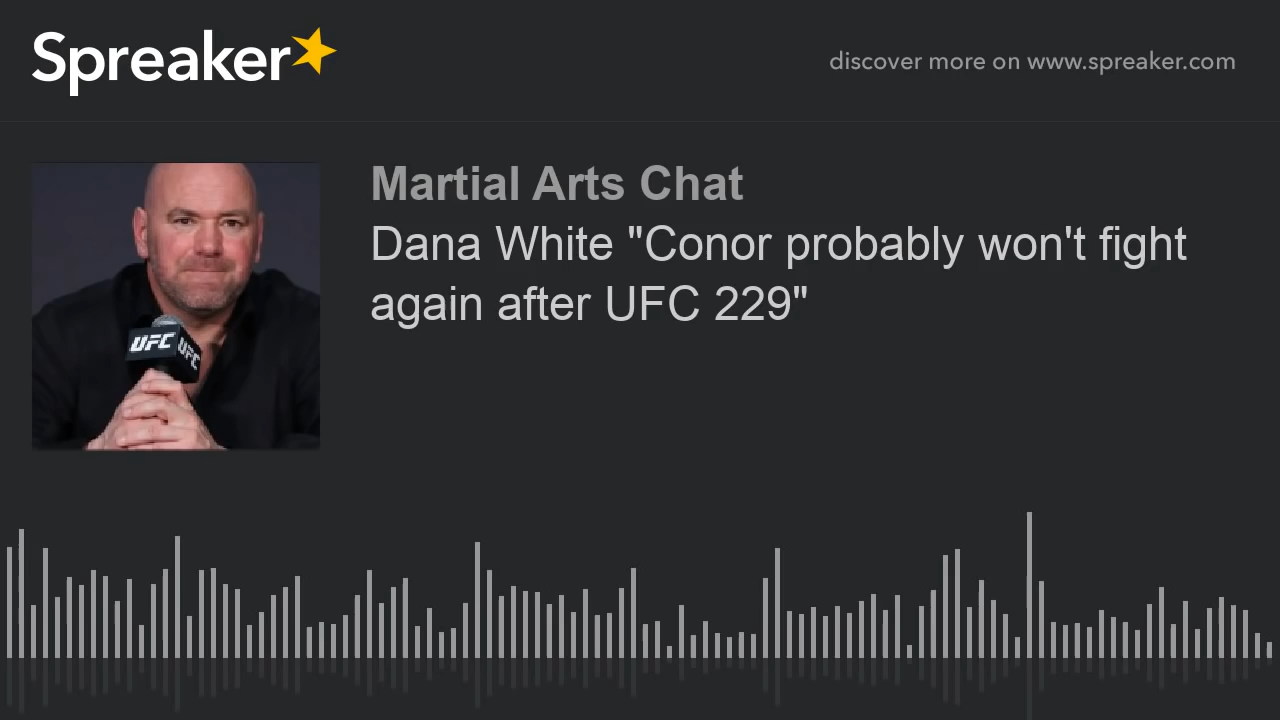 Spreaker
discover more on www.spreaker.com
Martial Arts Chat
Dana White "Conor probably won't fight
again after UFC 229"
UFC UFC